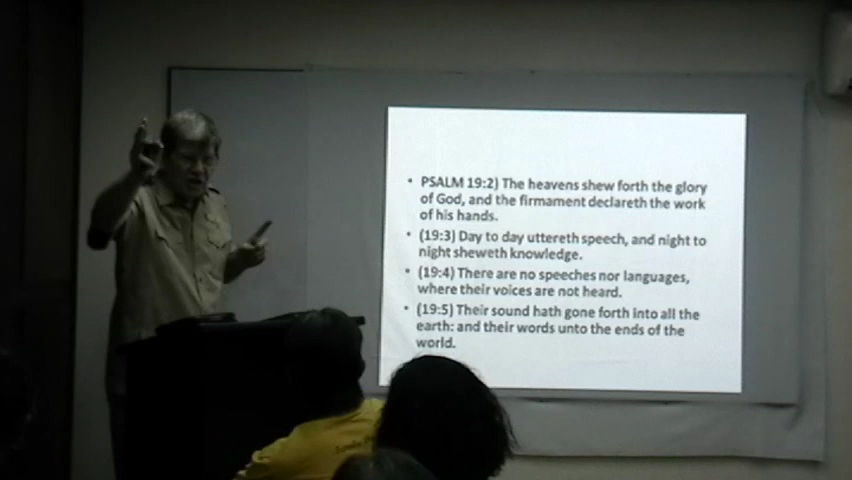 • PSALM 19:2) The heavens shew forth the glory
of God, and the firmament declareth the work
of his hands.
• (19:3) Day to day uttereth speech, and night to
night sheweth knowledge.
• (19:4) There are no speeches nor languages,
where their voices are not heard.
• (19:5) Their sound hath gone forth into all the
earth: and their words unto the ends of the
world.